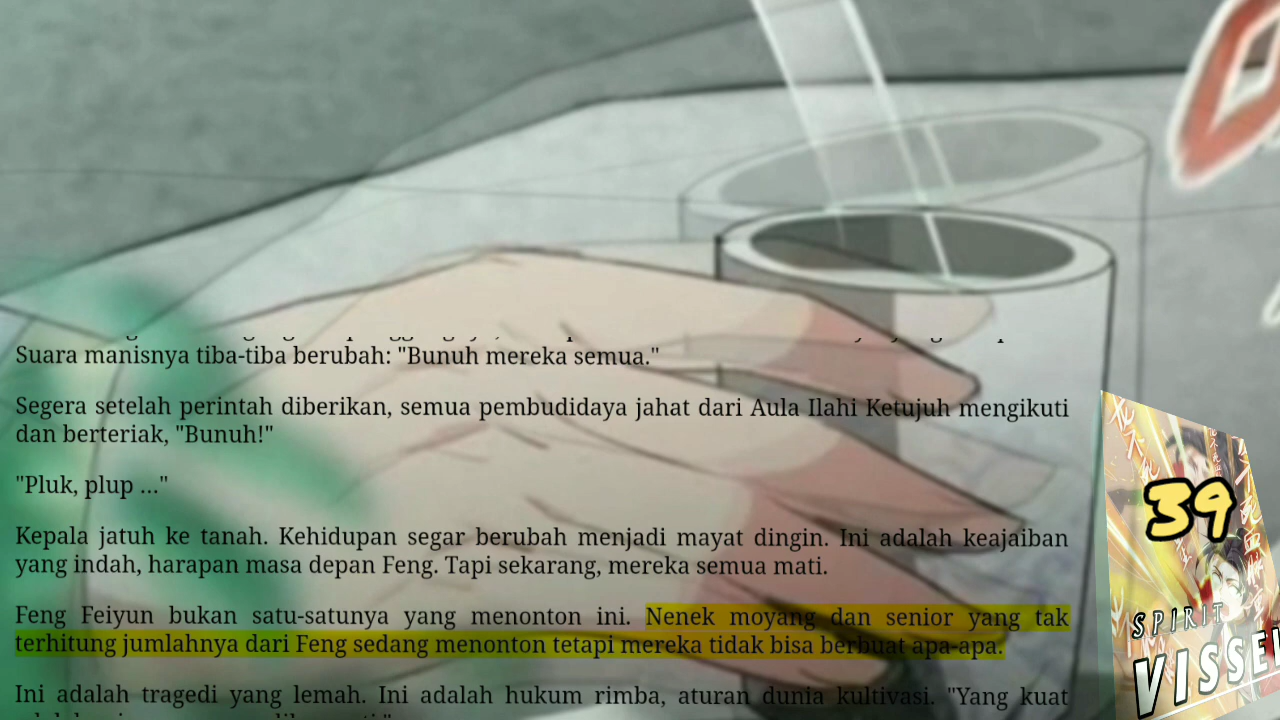 Suara manisnya tiba-tiba berubah: "Bunuh mereka semua."
Segera setelah perintah diberikan, semua pembudidaya jahat dari Aula Ilahi Ketujuh mengikuti
dan berteriak, "Bunuh!"
"Pluk, plup ..."
Kepala jatuh ke tanah. Kehidupan segar berubah menjadi mayat dingin. Ini adalah keajaiban
yang indah, harapan masa depan Feng. Tapi sekarang, mereka semua mati.
Feng Feiyun bukan satu-satunya yang menonton ini. Nenek moyang dan senior yang tak
terhitung jumlahnya dari Feng sedang menonton tetapi mereka tidak bisa berbuat apa-apa.
Ini adalah tragedi yang lemah. Ini adalah hukum rimba, aturan dunia kultivasi. "Yang kuat
39
SPIRIT
VISSEL